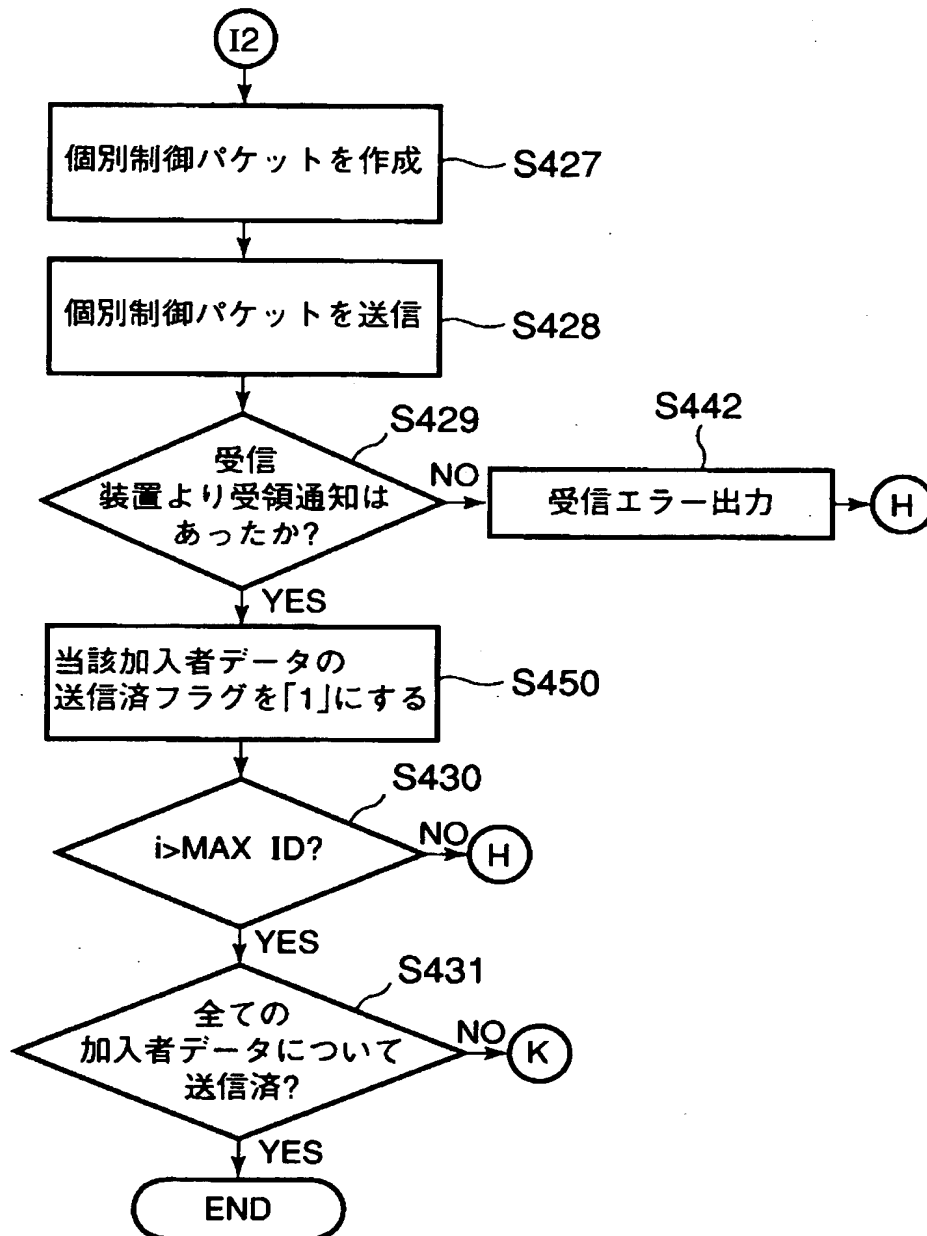 I2
個別制御パケットを作成
S427
個別制御パケットを送信
S428
S429
受信
装置より受領通知は
あったか?
NO
S442
受信エラー出力
H
YES
当該加入者データの
送信済フラグを「1」にする
S450
S430
i>MAX ID?
NO
H
YES
S431
全ての
加入者データについて
送信済?
NO
K
YES
END